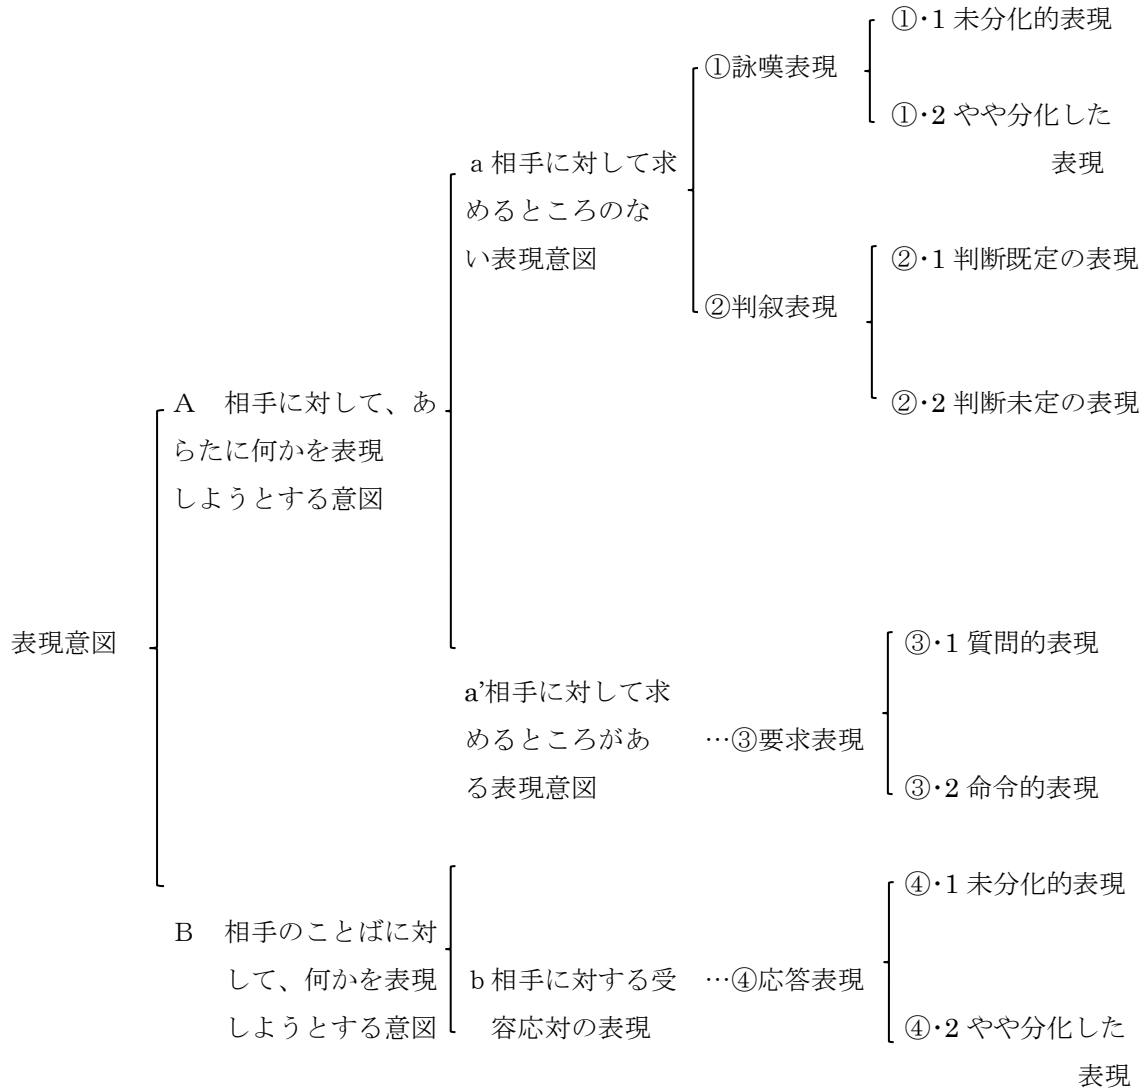 ①･1 未分化的表現
①詠嘆表現
①･2 やや分化した
表現
a 相手に対して求
めるところのな
い表現意図
②･1 判断既定の表現
②判叙表現
②･2 判断未定の表現
A　相手に対して、あ
らたに何かを表現
しようとする意図
表現意図
③･1 質問的表現
a’相手に対して求
めるところがあ
る表現意図
…③要求表現
③･2 命令的表現
④･1 未分化的表現
B　相手のことばに対
して、何かを表現
しようとする意図
b 相手に対する受
容応対の表現
…④応答表現
④･2 やや分化した
表現